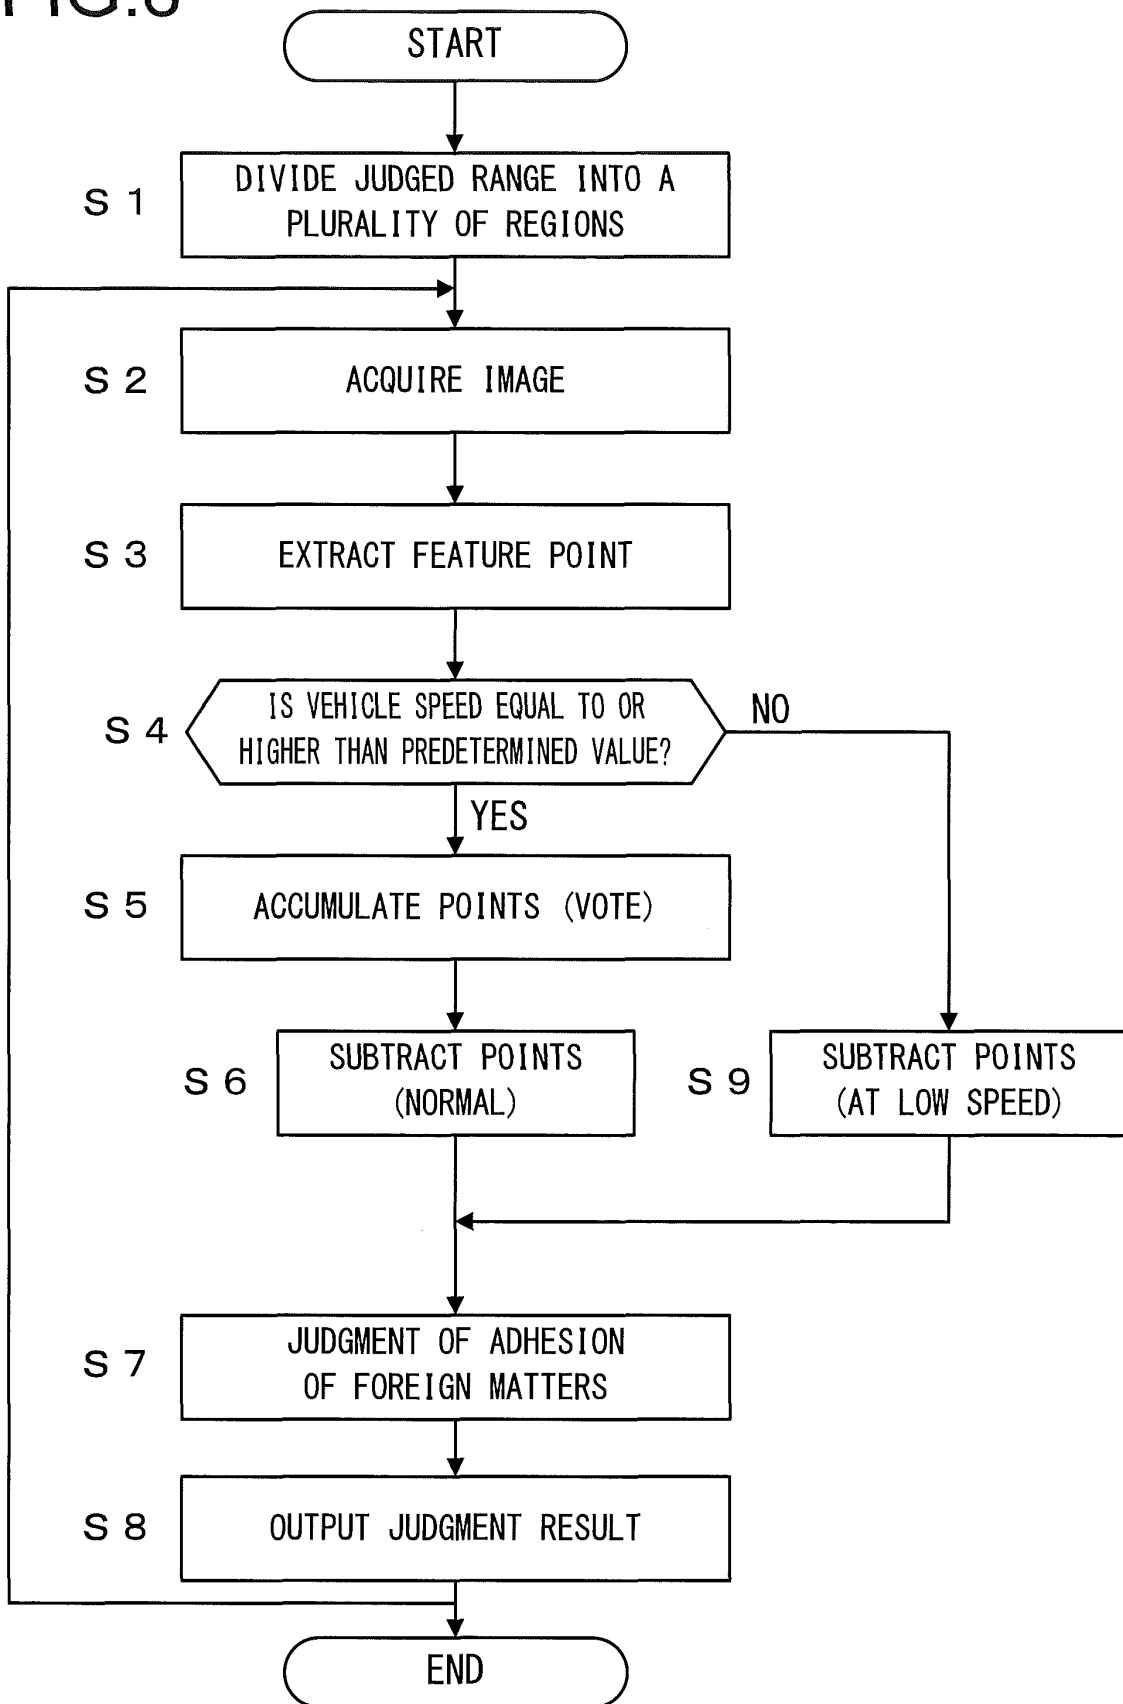 START
S 1
DIVIDE JUDGED RANGE INTO A
PLURALITY OF REGIONS
S 2
ACQUIRE IMAGE
S 3
EXTRACT FEATURE POINT
S 4
IS VEHICLE SPEED EQUAL TO OR
HIGHER THAN PREDETERMINED VALUE?
NO
YES
S 5
ACCUMULATE POINTS (VOTE)
S 6
SUBTRACT POINTS
(NORMAL)
S 9
SUBTRACT POINTS
(AT LOW SPEED)
S 7
JUDGMENT OF ADHESION
OF FOREIGN MATTERS
S 8
OUTPUT JUDGMENT RESULT
END